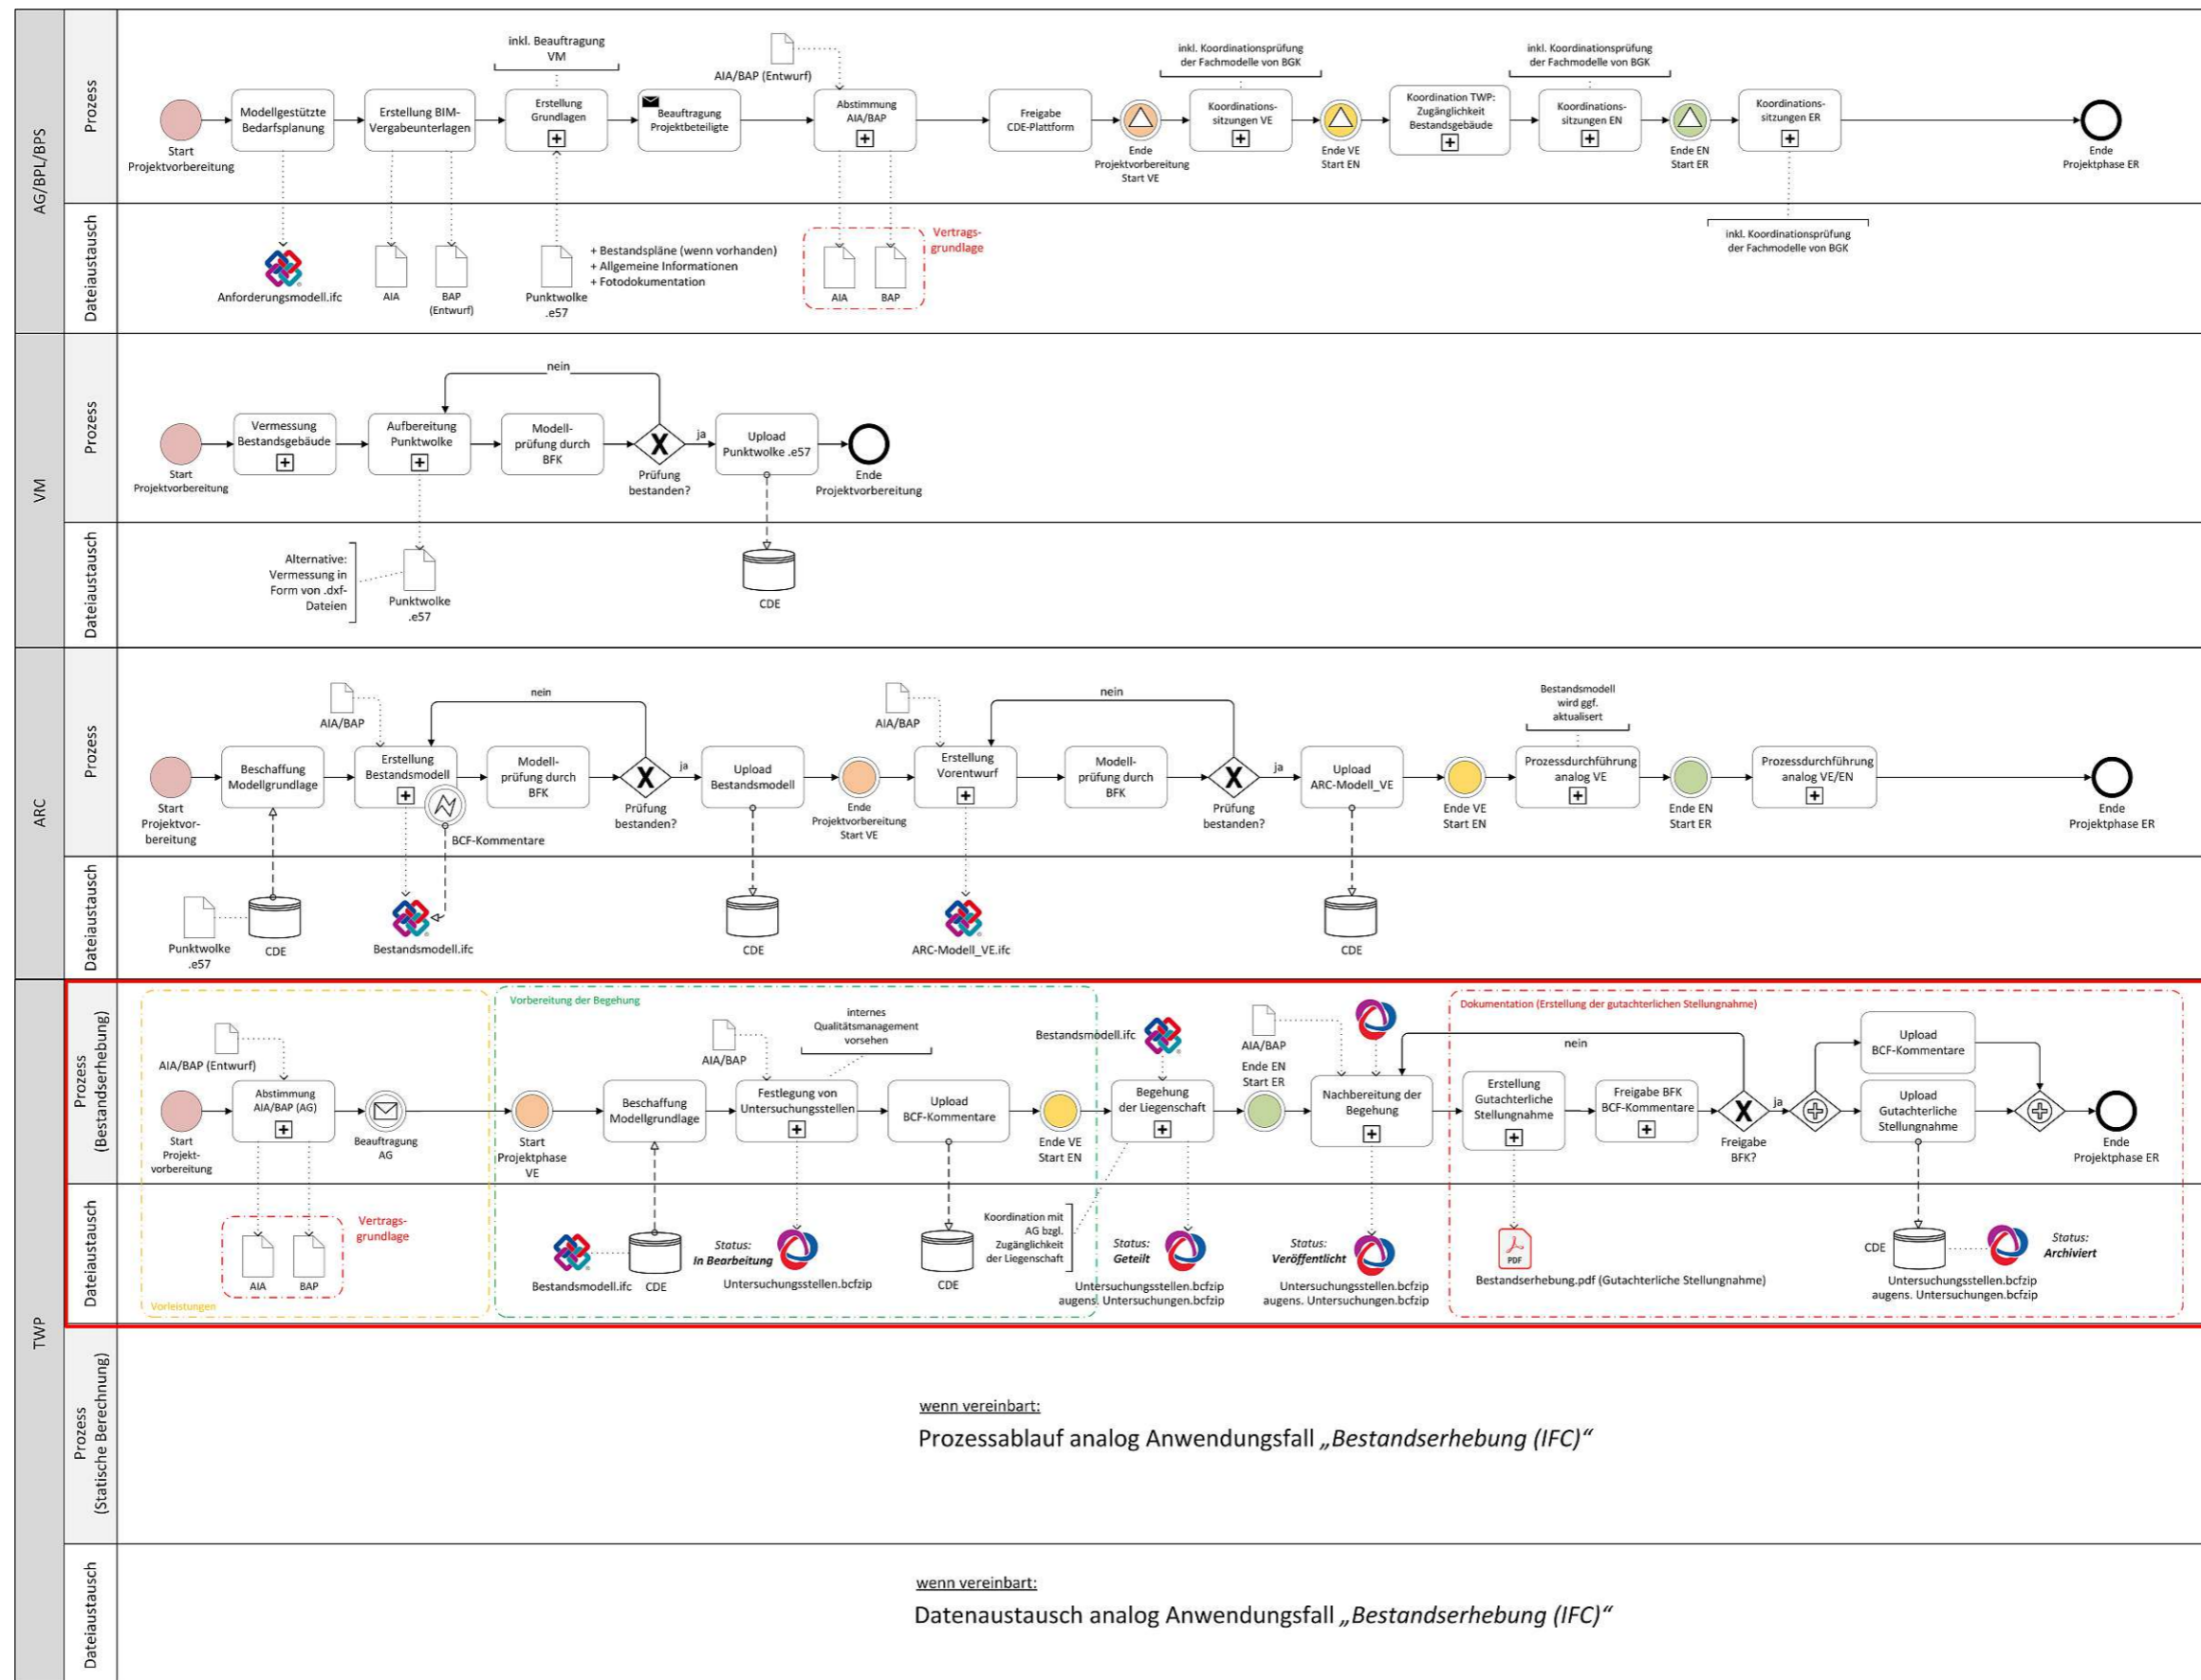 AG/BPL/BPS
Prozess
inkl. Beauftragung
VM
AIA/BAP (Entwurf)
inkl. Koordinationsprüfung
der Fachmodelle von BGK
inkl. Koordinationsprüfung
der Fachmodelle von BGK
Start
Projektvorbereitung
Modellgestützte
Bedarfsplanung
Erstellung BIM-
Vergabeunterlagen
Erstellung
Grundlagen
Beauftragung
Projektbeteiligte
Abstimmung
AIA/BAP
Freigabe
CDE-Plattform
Ende
Projektvorbereitung
Start VE
Koordinations-
sitzungen VE
Ende VE
Start EN
Koordination TWP:
Zugänglichkeit
Bestandsgebäude
Koordinations-
sitzungen EN
Ende EN
Start ER
Koordinations-
sitzungen ER
Ende
Projektphase ER
Dateiaustausch
Anforderungsmodell.ifc
AIA
BAP
(Entwurf)
Punktwolke
.e57
+ Bestandspläne (wenn vorhanden)
+ Allgemeine Informationen
+ Fotodokumentation
Vertrags-
grundlage
AIA
BAP
inkl. Koordinationsprüfung
der Fachmodelle von BGK
VM
Prozess
nein
Start
Projektvorbereitung
Vermessung
Bestandsgebäude
Aufbereitung
Punktwolke
Modell-
prüfung durch
BFK
X
Prüfung
bestanden?
ja
Upload
Punktwolke .e57
Ende
Projektvorbereitung
Dateiaustausch
Alternative:
Vermessung in
Form von .dxf-
Dateien
Punktwolke
.e57
CDE
ARC
Prozess
AIA/BAP
nein
AIA/BAP
nein
Bestandsmodell
wird ggf.
aktualisert
Start
Projektvor-
bereitung
Beschaffung
Modellgrundlage
Erstellung
Bestandsmodell
BCF-Kommentare
Modell-
prüfung durch
BFK
X
Prüfung
bestanden?
ja
Upload
Bestandsmodell
Ende
Projektvorbereitung
Start VE
Erstellung
Vorentwurf
Modell-
prüfung durch
BFK
X
Prüfung
bestanden?
ja
Upload
ARC-Modell_VE
Ende VE
Start EN
Prozessdurchführung
analog VE
Ende EN
Start ER
Prozessdurchführung
analog VE/EN
Ende
Projektphase ER
Dateiaustausch
Punktwolke
.e57
CDE
Bestandsmodell.ifc
CDE
ARC-Modell_VE.ifc
CDE
TWP
Prozess
(Bestandserhebung)
AIA/BAP (Entwurf)
Start
Projekt-
vorbereitung
Abstimmung
AIA/BAP (AG)
Beauftragung
AG
Vorbereitung der Begehung
Start
Projektphase
VE
Beschaffung
Modellgrundlage
AIA/BAP
internes
Qualitätsmanagement
vorsehen
Festlegung von
Untersuchungsstellen
Upload
BCF-Kommentare
Ende VE
Start EN
Bestandsmodell.ifc
Begehung
der Liegenschaft
AIA/BAP
Ende EN
Start ER
Nachbereitung der
Begehung
Dokumentation (Erstellung der gutachterlichen Stellungnahme)
nein
Erstellung
Gutachterliche
Stellungnahme
Freigabe BFK
BCF-Kommentare
X
Freigabe
BFK?
ja
Upload
BCF-Kommentare
Upload
Gutachterliche
Stellungnahme
Ende
Projektphase ER
Dateiaustausch
Vertrags-
grundlage
AIA
BAP
Vorleistungen
Bestandsmodell.ifc
CDE
Status:
In Bearbeitung
Untersuchungsstellen.bcfzip
CDE
Koordination mit
AG bzgl.
Zugänglichkeit
der Liegenschaft
Status:
Geteilt
Untersuchungsstellen.bcfzip
augens. Untersuchungen.bcfzip
Status:
Veröffentlicht
Untersuchungsstellen.bcfzip
augens. Untersuchungen.bcfzip
PDF
Bestandserhebung.pdf (Gutachterliche Stellungnahme)
CDE
Status:
Archiviert
Untersuchungsstellen.bcfzip
augens. Untersuchungen.bcfzip
Prozess
(Statische Berechnung)
wenn vereinbart:
Prozessablauf analog Anwendungsfall „Bestandserhebung (IFC)“
Dateiaustausch
wenn vereinbart:
Datenaustausch analog Anwendungsfall „Bestandserhebung (IFC)“